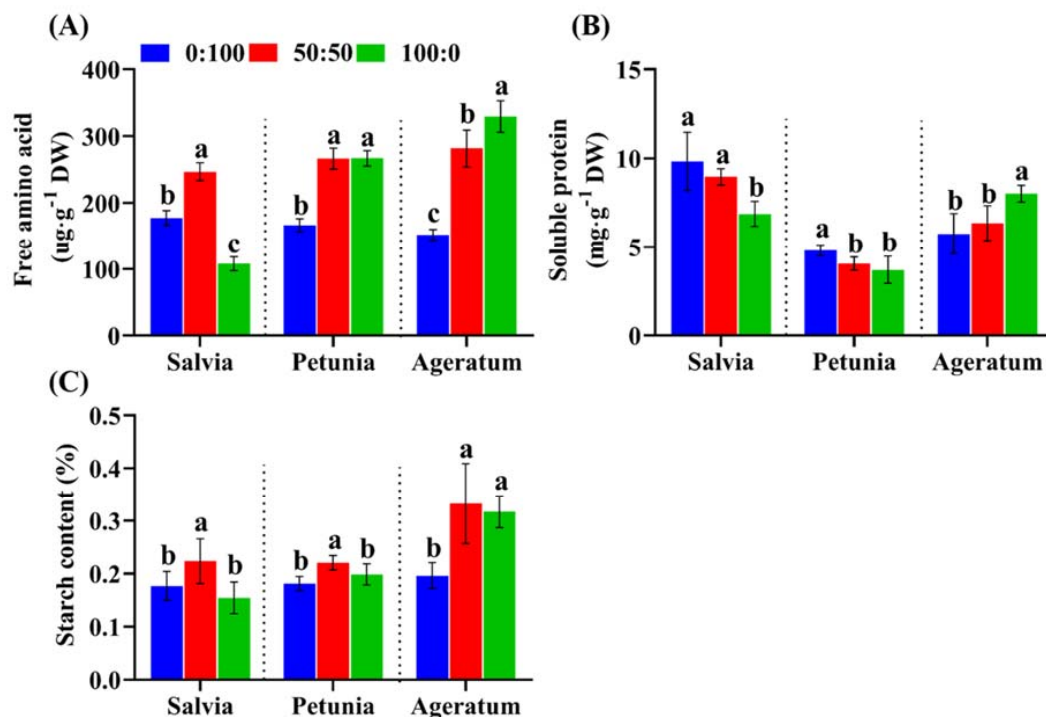 (A)
0:100 50:50 100:0
Free amino acid
(ug·g⁻¹ DW)
400
300
200
100
0
b a c
b a a
c b a
Salvia Petunia Ageratum
(B)
Soluble protein
(mg·g⁻¹ DW)
15
10
5
0
a a b
a b b
b b a
Salvia Petunia Ageratum
(C)
Starch content (%)
0.5
0.4
0.3
0.2
0.1
0.0
b a b
b a b
b a a
Salvia Petunia Ageratum